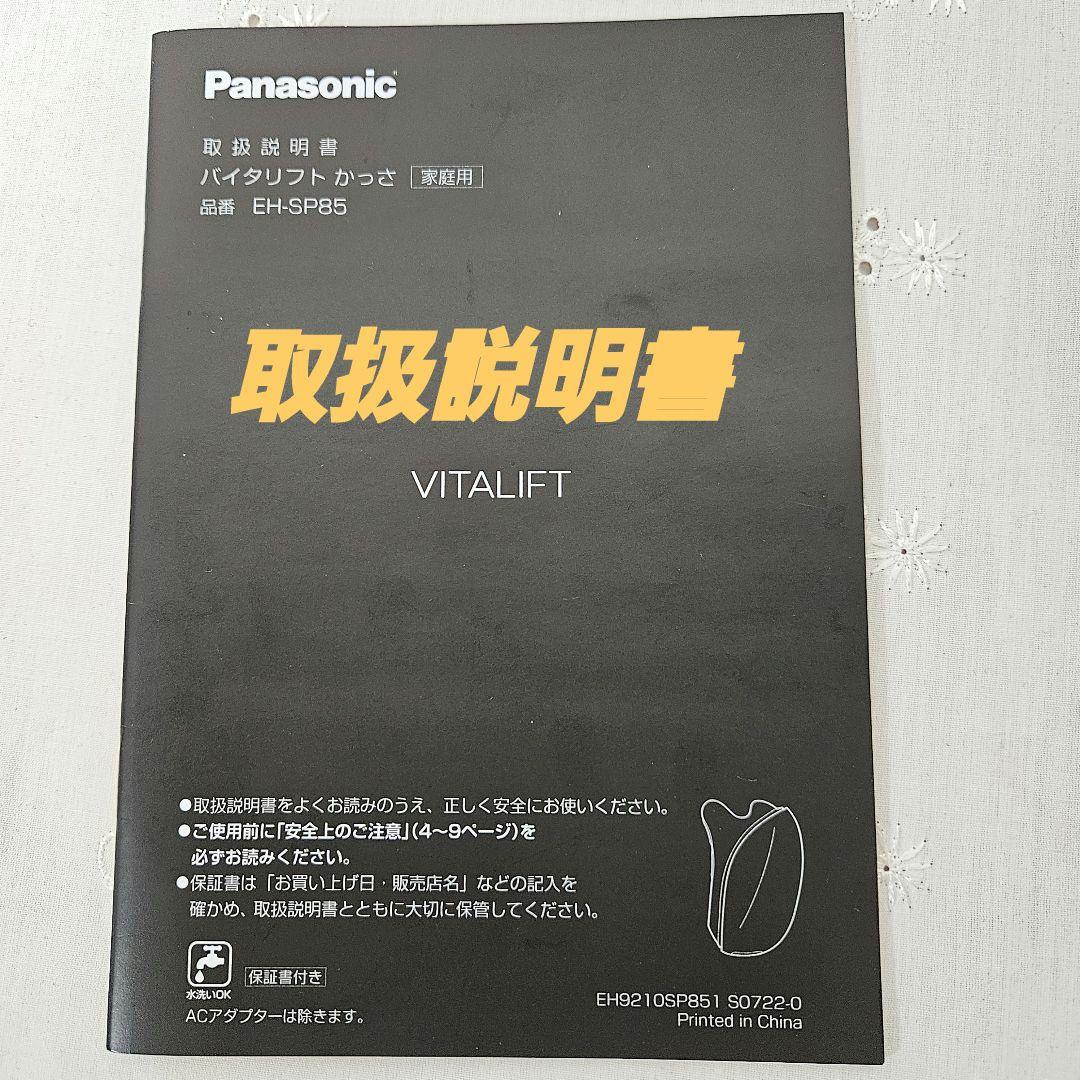 Panasonic
取扱説明書
バイタリフト かっさ 家庭用
品番 EH-SP85
取扱説明書
VITALIFT
●取扱説明書をよくお読みのうえ、正しく安全にお使いください。
●ご使用前に「安全上のご注意」(4～9ページ)を
必ずお読みください。
●保証書は「お買い上げ日・販売店名」などの記入を
確かめ、取扱説明書とともに大切に保管してください。
水洗いOK
保証書付き
ACアダプターは除きます。
EH9210SP851 S0722-0
Printed in China